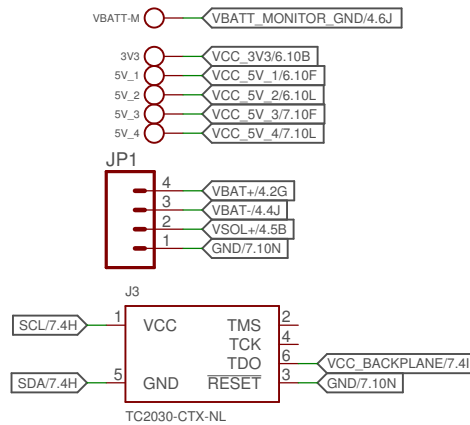 VBATT-M VBATT_MONITOR_GND/4.6J
3V3 VCC_3V3/6.10B
5V_1 VCC_5V_1/6.10F
5V_2 VCC_5V_2/6.10L
5V_3 VCC_5V_3/7.10F
5V_4 VCC_5V_4/7.10L
JP1
4 VBAT+/4.2G
3 VBAT-/4.4J
2 VSOL+/4.5B
1 GND/7.10N
J3
SCL/7.4H 1 VCC TMS 2
TCK 4
TDO 6 VCC_BACKPLANE/7.4I
SDA/7.4H 5 GND RESET 3 GND/7.10N
TC2030-CTX-NL